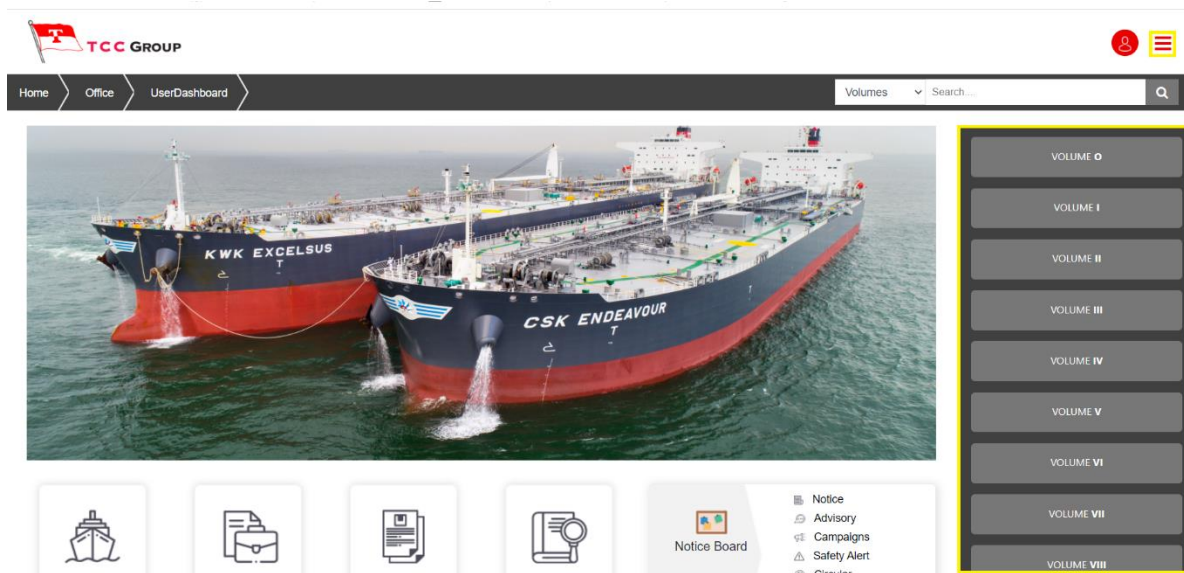 T
TCC GROUP
Home
Office
UserDashboard
Volumes
Search...
KWK EXCELSUS
T
CSK ENDEAVOUR
T
VOLUME O
VOLUME I
VOLUME II
VOLUME III
VOLUME IV
VOLUME V
VOLUME VI
VOLUME VII
VOLUME VIII
Notice Board
Notice
Advisory
Campaigns
Safety Alert
Circular